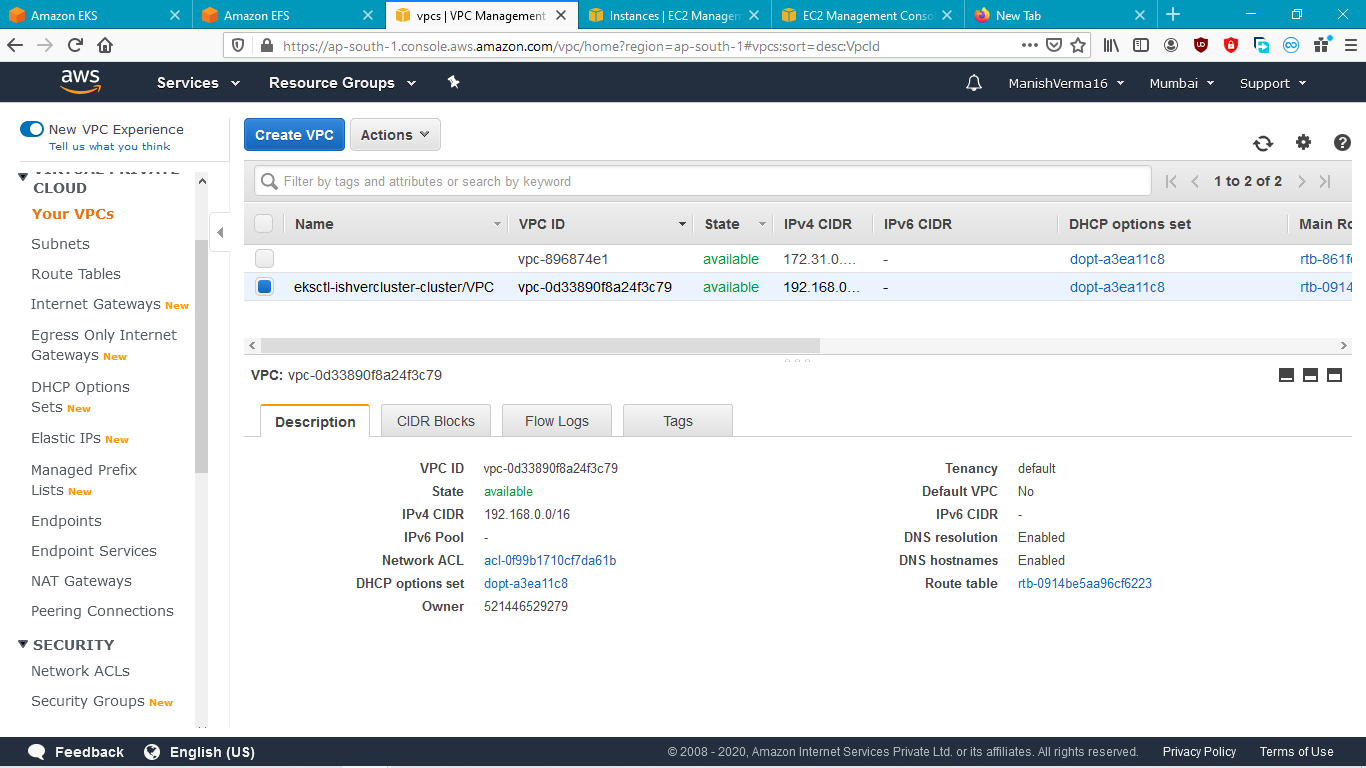 Amazon EKS
Amazon EFS
vpcs | VPC Management
Instances | EC2 Managem
EC2 Management Conso
New Tab
https://ap-south-1.console.aws.amazon.com/vpc/home?region=ap-south-1#vpcs:sort=desc:VpcId
aws
Services
Resource Groups
ManishVerma16
Mumbai
Support
New VPC Experience
Tell us what you think
VIRTUAL PRIVATE
CLOUD
Your VPCs
Subnets
Route Tables
Internet Gateways New
Egress Only Internet
Gateways New
DHCP Options
Sets New
Elastic IPs New
Managed Prefix
Lists New
Endpoints
Endpoint Services
NAT Gateways
Peering Connections
SECURITY
Network ACLs
Security Groups New
Create VPC
Actions
Filter by tags and attributes or search by keyword
1 to 2 of 2
Name VPC ID State IPv4 CIDR IPv6 CIDR DHCP options set Main Ro
vpc-896874e1 available 172.31.0.... - dopt-a3ea11c8 rtb-861f
eksctl-ishvercluster-cluster/VPC vpc-0d33890f8a24f3c79 available 192.168.0... - dopt-a3ea11c8 rtb-0914
VPC: vpc-0d33890f8a24f3c79
Description
CIDR Blocks
Flow Logs
Tags
VPC ID vpc-0d33890f8a24f3c79
State available
IPv4 CIDR 192.168.0.0/16
IPv6 Pool -
Network ACL acl-0f99b1710cf7da61b
DHCP options set dopt-a3ea11c8
Owner 521446529279
Tenancy default
Default VPC No
IPv6 CIDR -
DNS resolution Enabled
DNS hostnames Enabled
Route table rtb-0914be5aa96cf6223
Feedback
English (US)
© 2008 - 2020, Amazon Internet Services Private Ltd. or its affiliates. All rights reserved.
Privacy Policy
Terms of Use